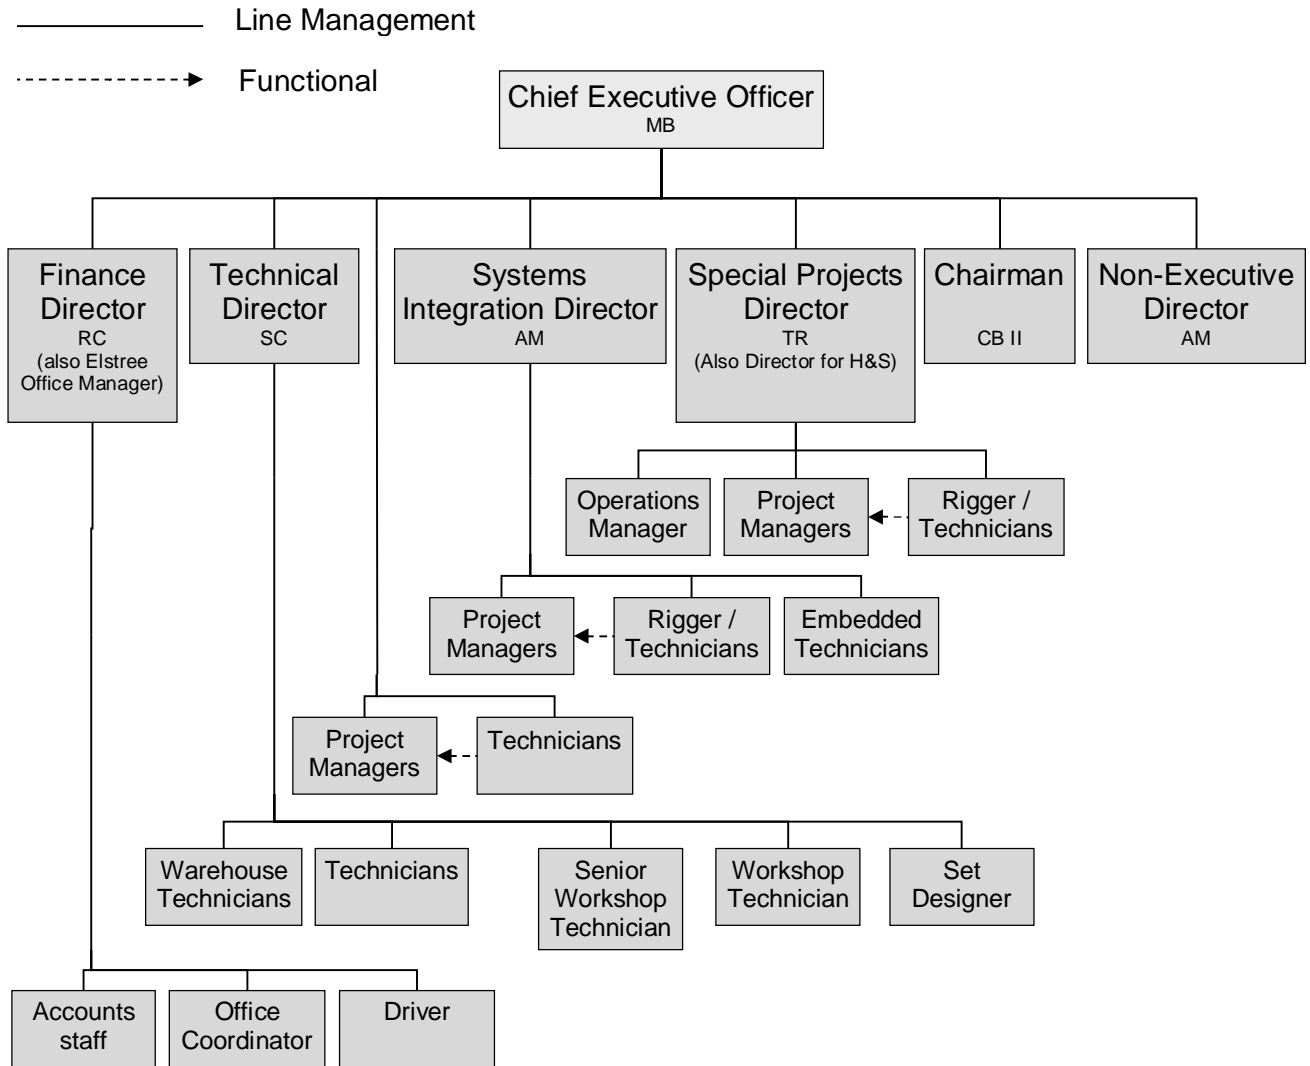 Line Management
Functional
Chief Executive Officer
MB
Finance
Director
RC
(also Elstree
Office Manager)
Technical
Director
SC
Systems
Integration Director
AM
Special Projects
Director
TR
(Also Director for H&S)
Chairman
CB II
Non-Executive
Director
AM
Operations
Manager
Project
Managers
Rigger /
Technicians
Project
Managers
Rigger /
Technicians
Embedded
Technicians
Project
Managers
Technicians
Warehouse
Technicians
Technicians
Senior
Workshop
Technician
Workshop
Technician
Set
Designer
Accounts
staff
Office
Coordinator
Driver